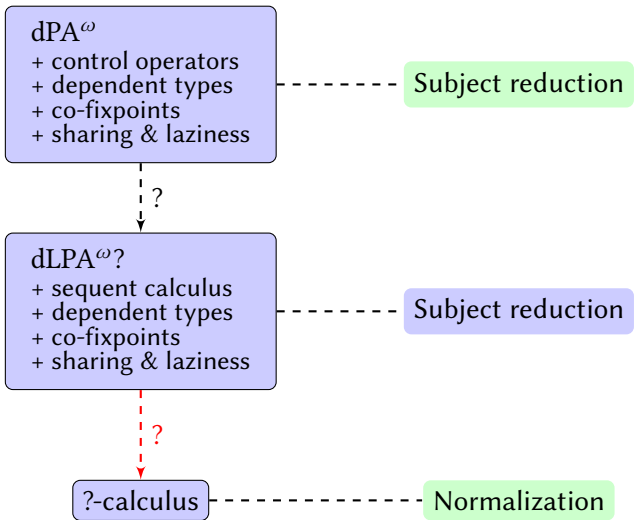 dPA^ω
+ control operators
+ dependent types
+ co-fixpoints
+ sharing & laziness
Subject reduction
?
dLPA^ω?
+ sequent calculus
+ dependent types
+ co-fixpoints
+ sharing & laziness
Subject reduction
?
?-calculus
Normalization